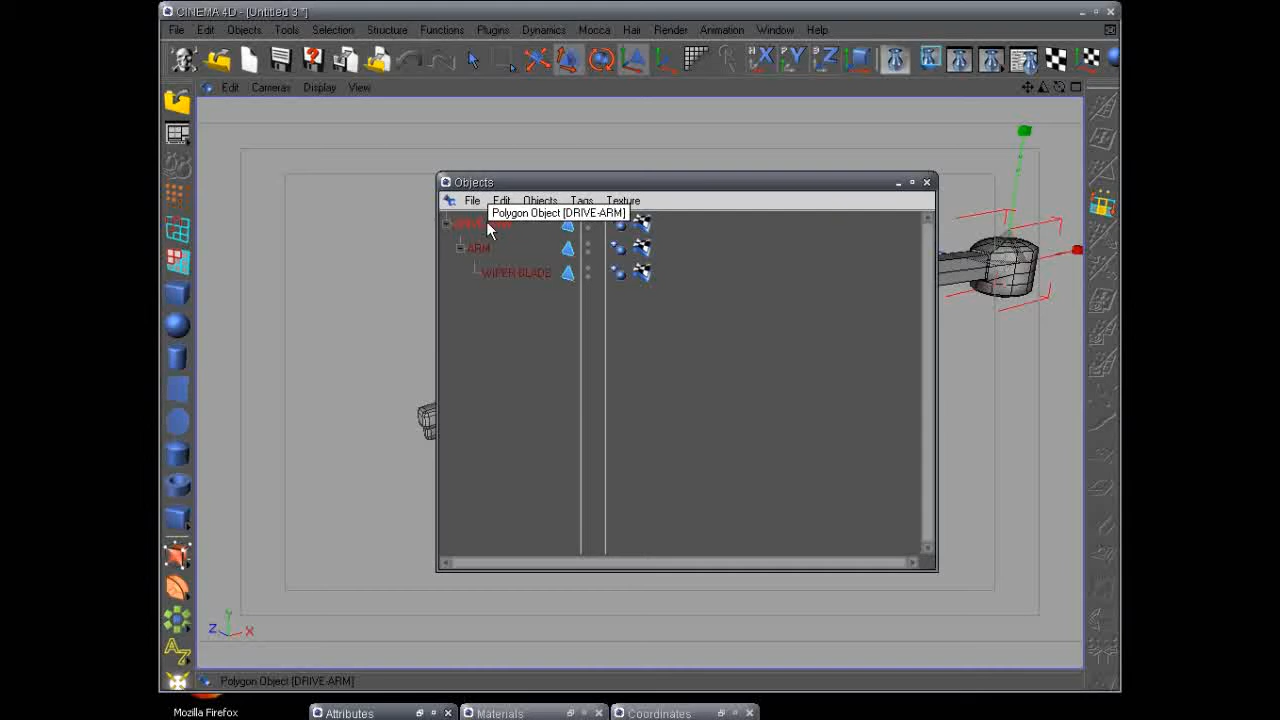 CINEMA 4D - [Untitled 3 *]
File Edit Objects Tools Selection Structure Functions Plugins Dynamics Mocca Hair Render Animation Window Help
X Y Z
Edit Cameras Display View
Objects
File Edit Objects Tags Texture
Polygon Object [DRIVE-ARM]
ARM
WIPER BLADE
Y
Z X
Polygon Object [DRIVE-ARM]
Mozilla Firefox Attributes Materials Coordinates